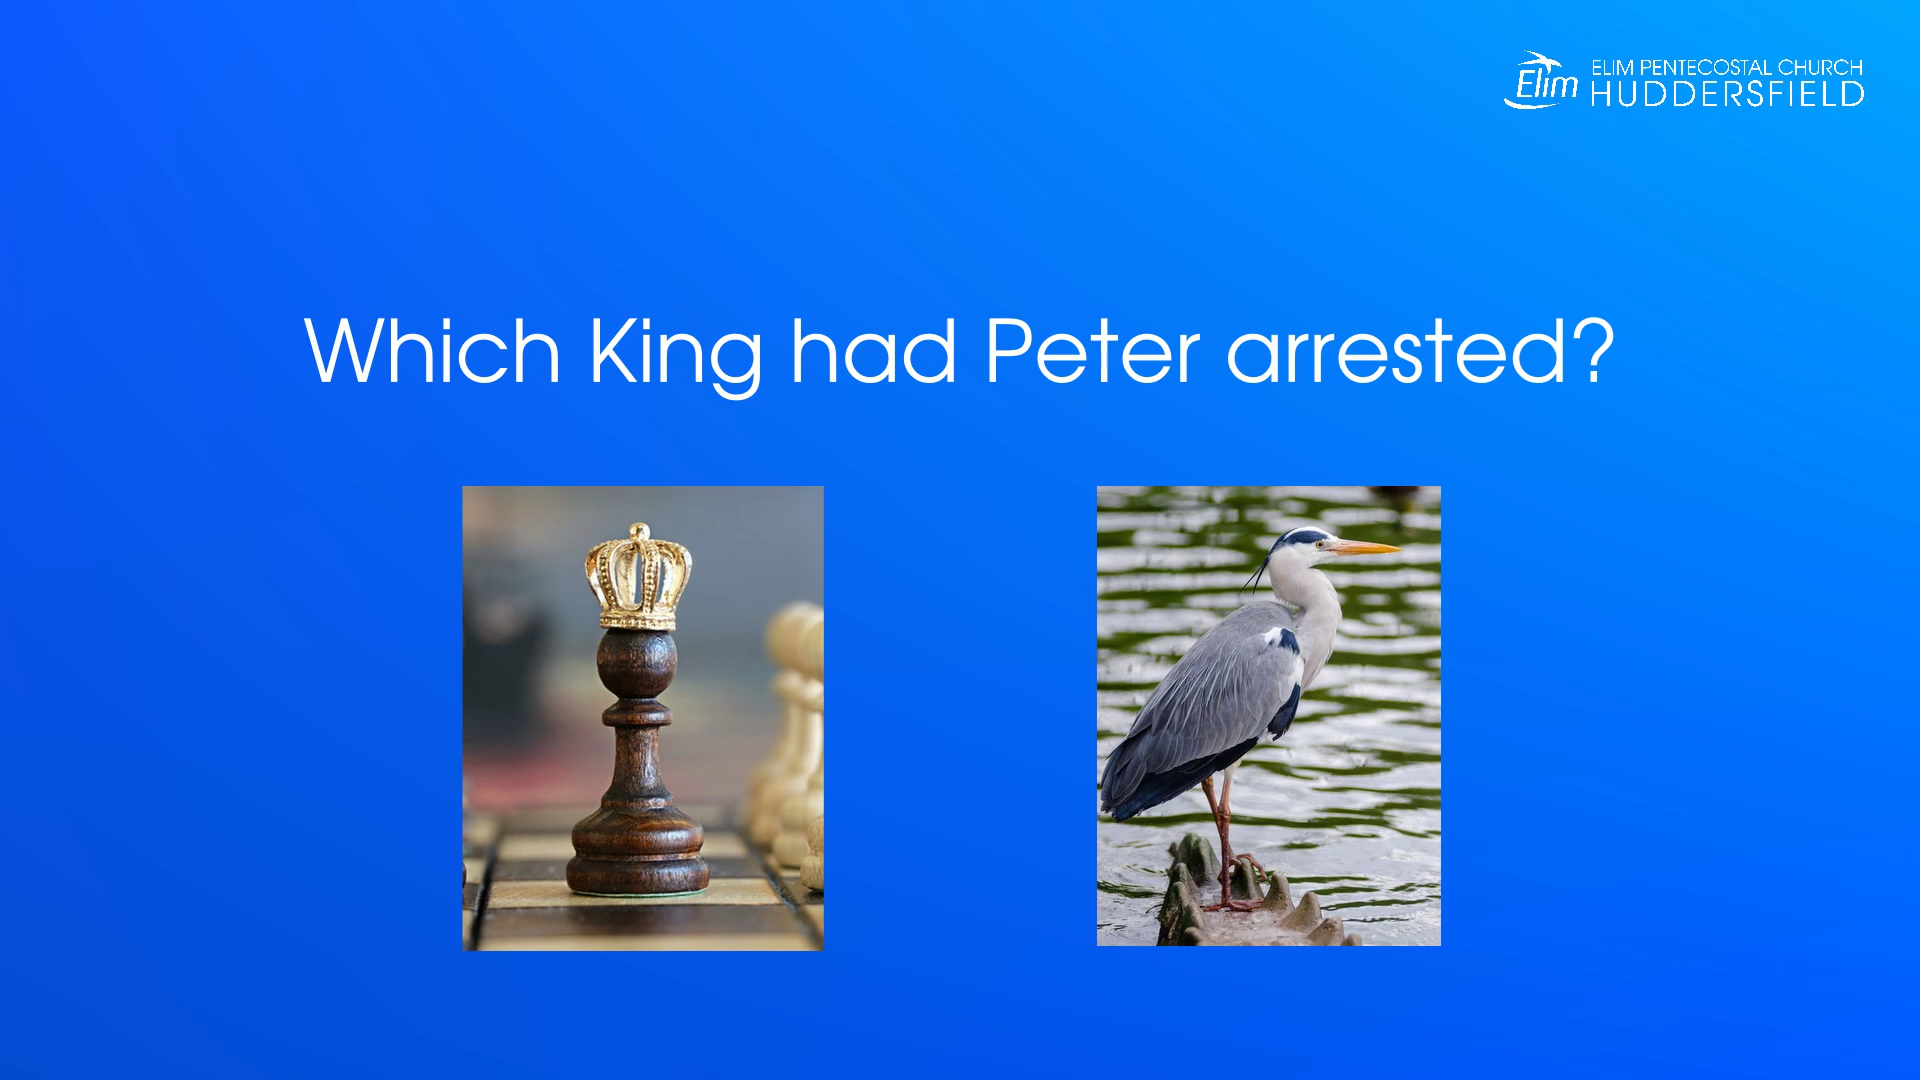 Elim
ELIM PENTECOSTAL CHURCH
HUDDERSFIELD
Which King had Peter arrested?